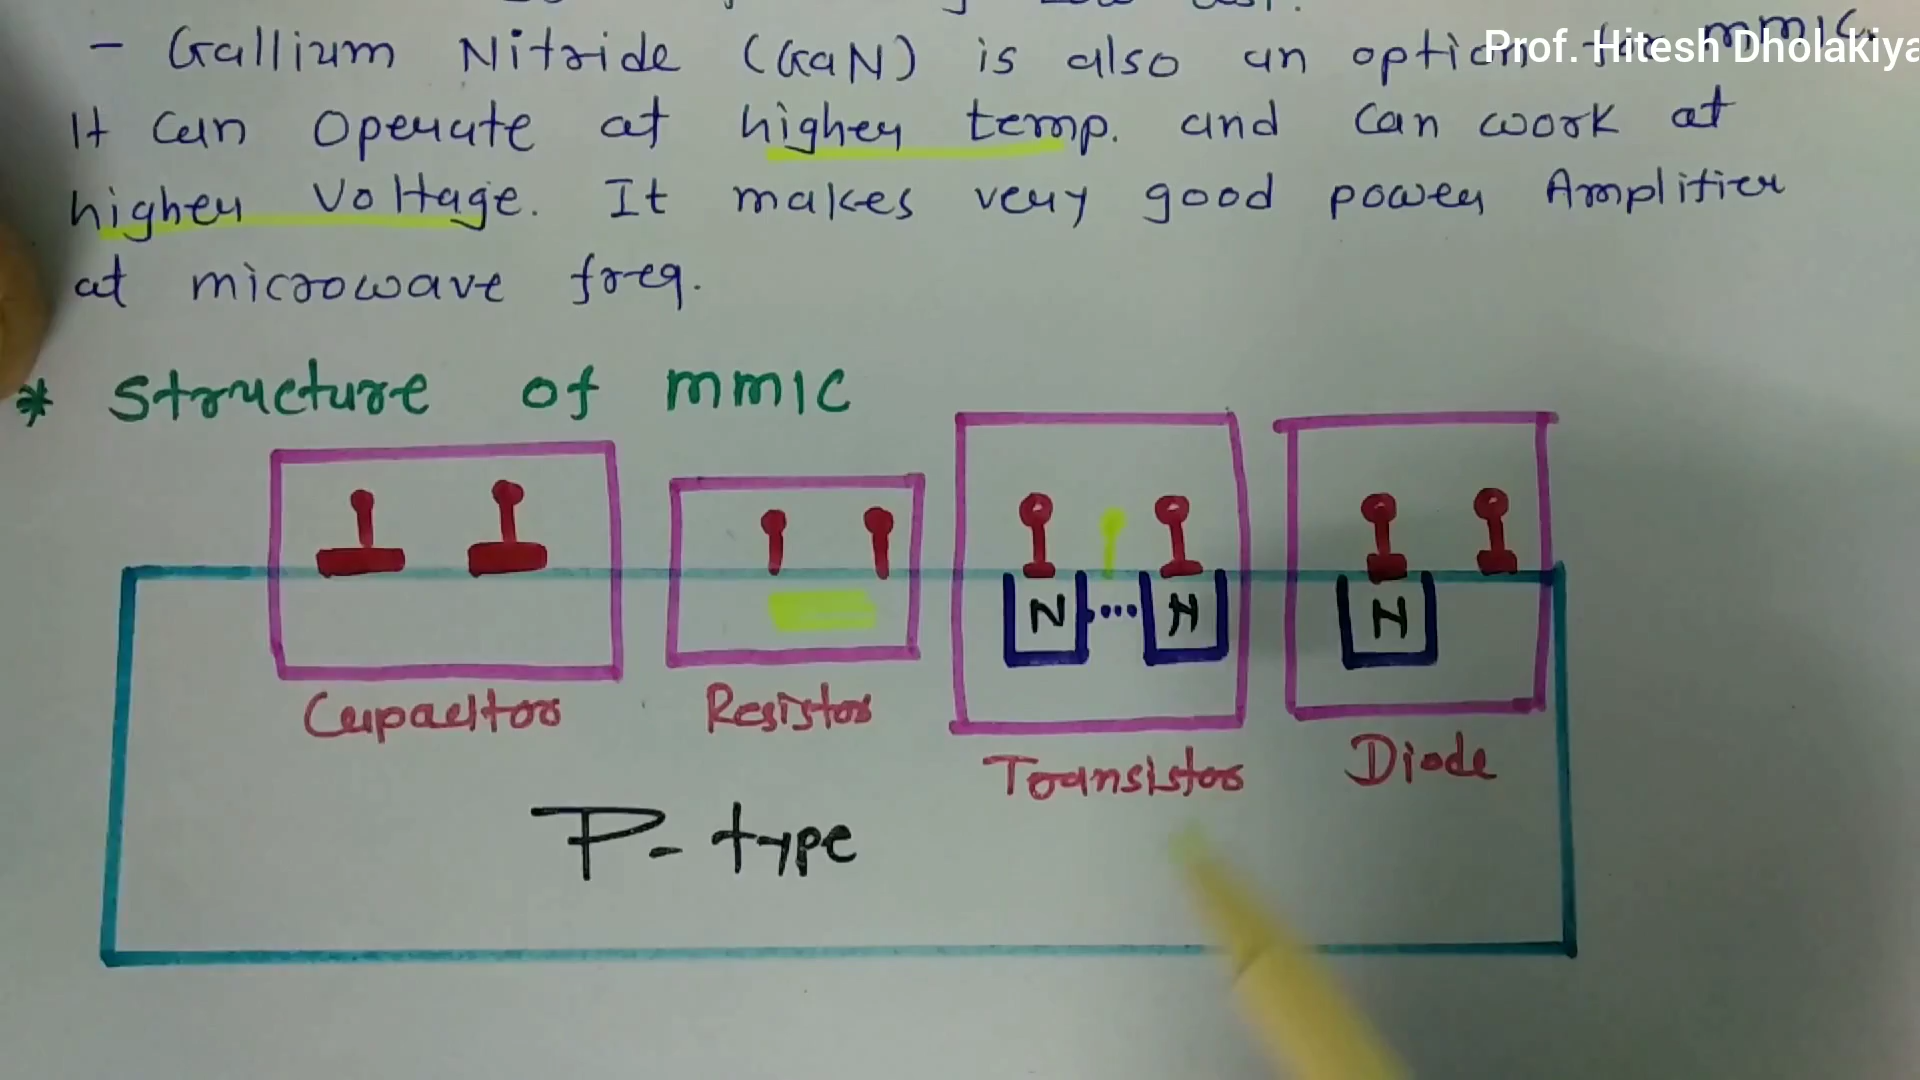 - Gallium Nitride (GaN) is also an option for MMIC.
Prof. Hitesh Dholakiya
It can operate at higher temp. and can work at
higher voltage. It makes very good power Amplifier
at microwave freq.
* Structure of MMIC
N ... N
N
Capacitor
Resistor
Transistor
Diode
P-type